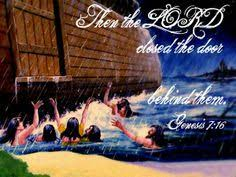 Then the LORD
closed the door
behind them.
Genesis 7:16